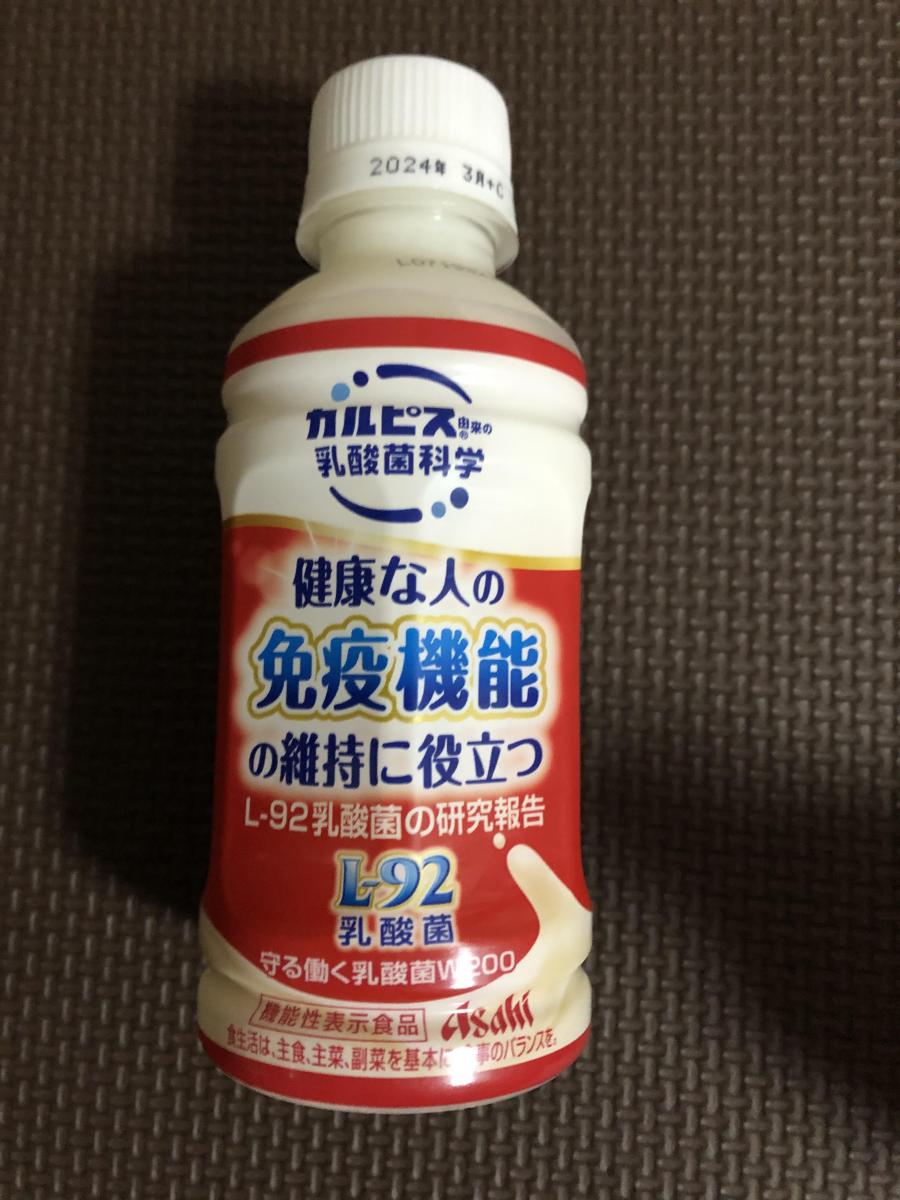 2024年 3月+C
カルピス®由来の
乳酸菌科学
健康な人の
免疫機能
の維持に役立つ
L-92乳酸菌の研究報告
L-92
乳酸菌
守る働く乳酸菌W 200
機能性表示食品 Asahi
食生活は、主食、主菜、副菜を基本に、食事のバランスを。